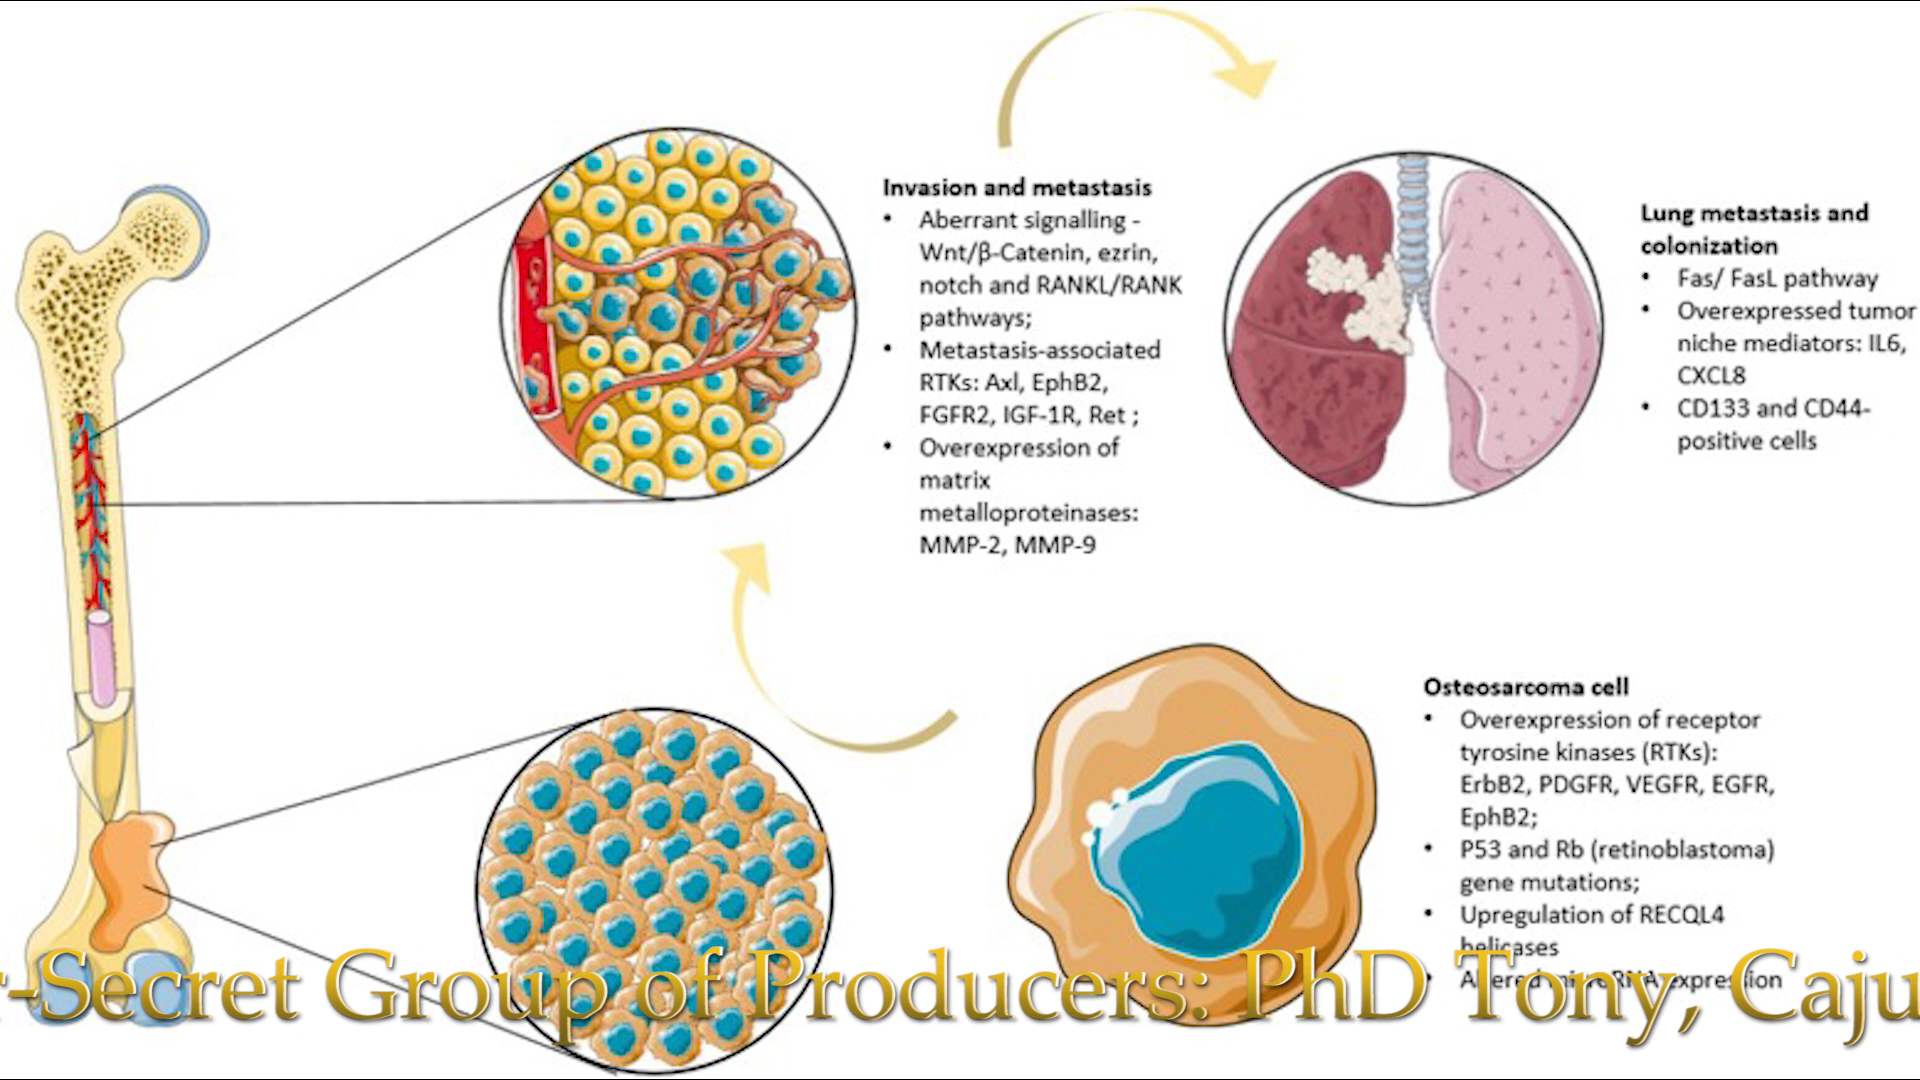 Invasion and metastasis
• Aberrant signalling -
Wnt/β-Catenin, ezrin,
notch and RANKL/RANK
pathways;
• Metastasis-associated
RTKs: Axl, EphB2,
FGFR2, IGF-1R, Ret ;
• Overexpression of
matrix
metalloproteinases:
MMP-2, MMP-9
Lung metastasis and
colonization
• Fas/ FasL pathway
• Overexpressed tumor
niche mediators: IL6,
CXCL8
• CD133 and CD44-
positive cells
Osteosarcoma cell
• Overexpression of receptor
tyrosine kinases (RTKs):
ErbB2, PDGFR, VEGFR, EGFR,
EphB2;
• P53 and Rb (retinoblastoma)
gene mutations;
• Upregulation of RECQL4
helicases
• Altered microRNA expression
r-Secret Group of Producers: PhD Tony, Caju